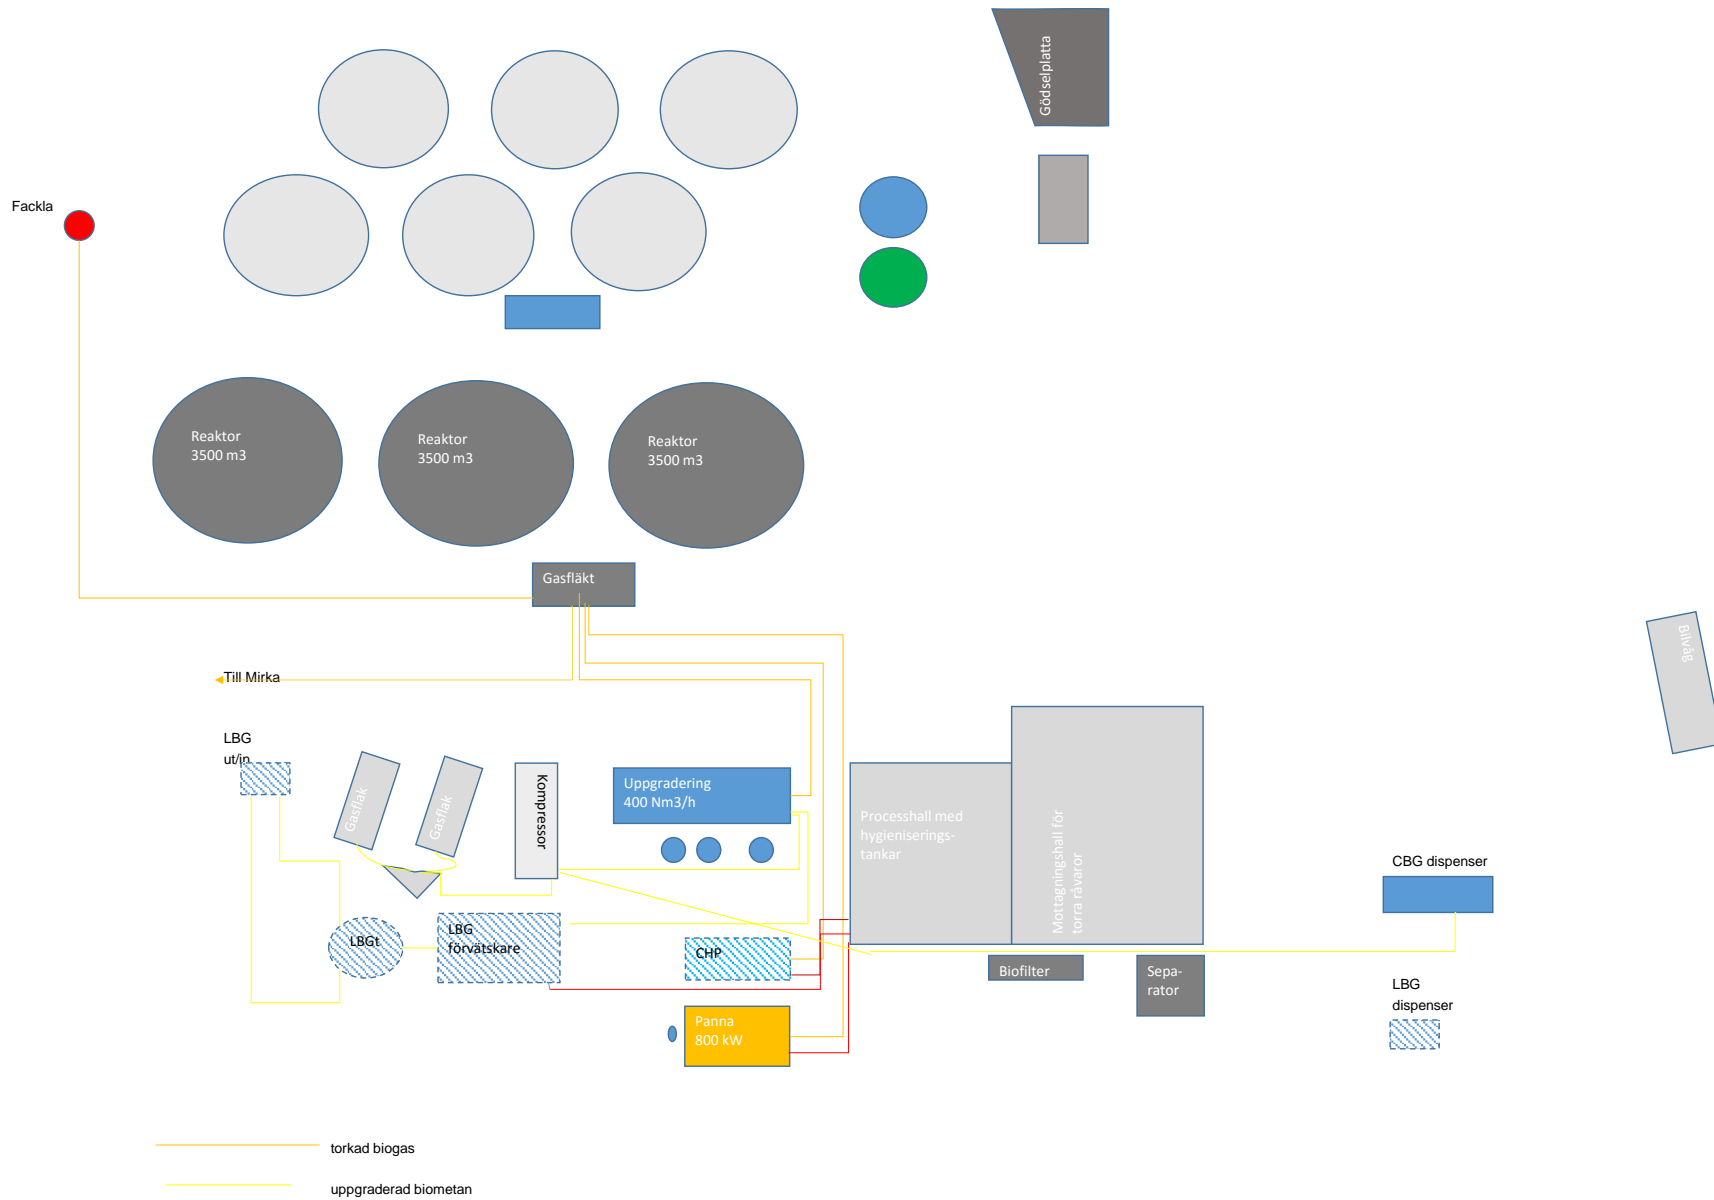 Gödselplatta
Fackla
Reaktor
3500 m3
Reaktor
3500 m3
Reaktor
3500 m3
Gasfläkt
Bilvåg
Till Mirka
LBG
ut/in
Gasflak
Gasflak
Kompressor
Uppgradering
400 Nm3/h
Processhall med
hygieniserings-
tankar
Mottagningshall för
torra råvaror
CBG dispenser
LBGt
LBG
förvätskare
CHP
Biofilter
Sepa-
rator
LBG
dispenser
Panna
800 kW
torkad biogas
uppgraderad biometan